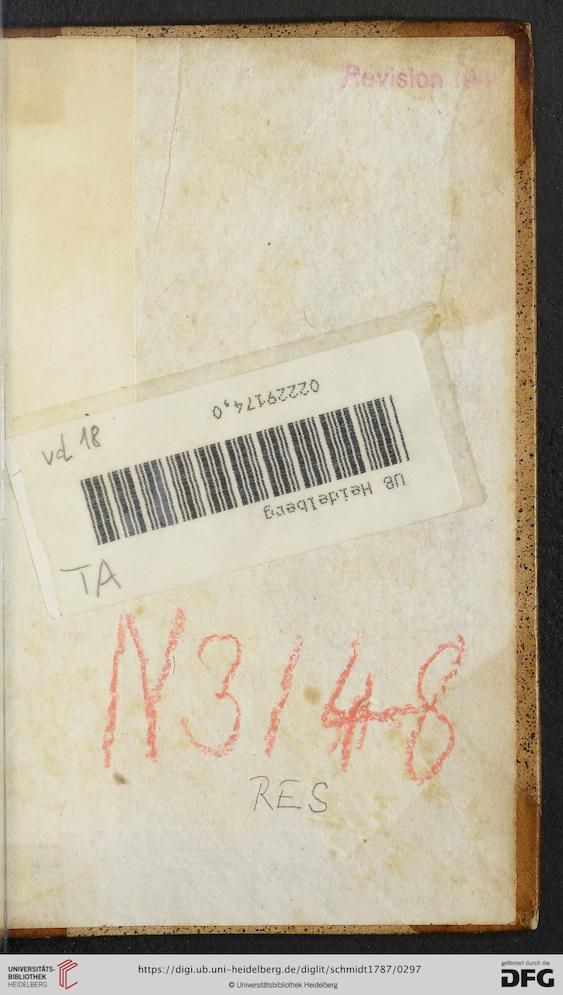 Revision
02229174,0
vd 18
UB Heidelberg
TA
N 3148
RES
UNIVERSITÄTS-
BIBLIOTHEK
HEIDELBERG
https://digi.ub.uni-heidelberg.de/diglit/schmidt1787/0297
© Universitätsbibliothek Heidelberg
gefördert durch die
DFG